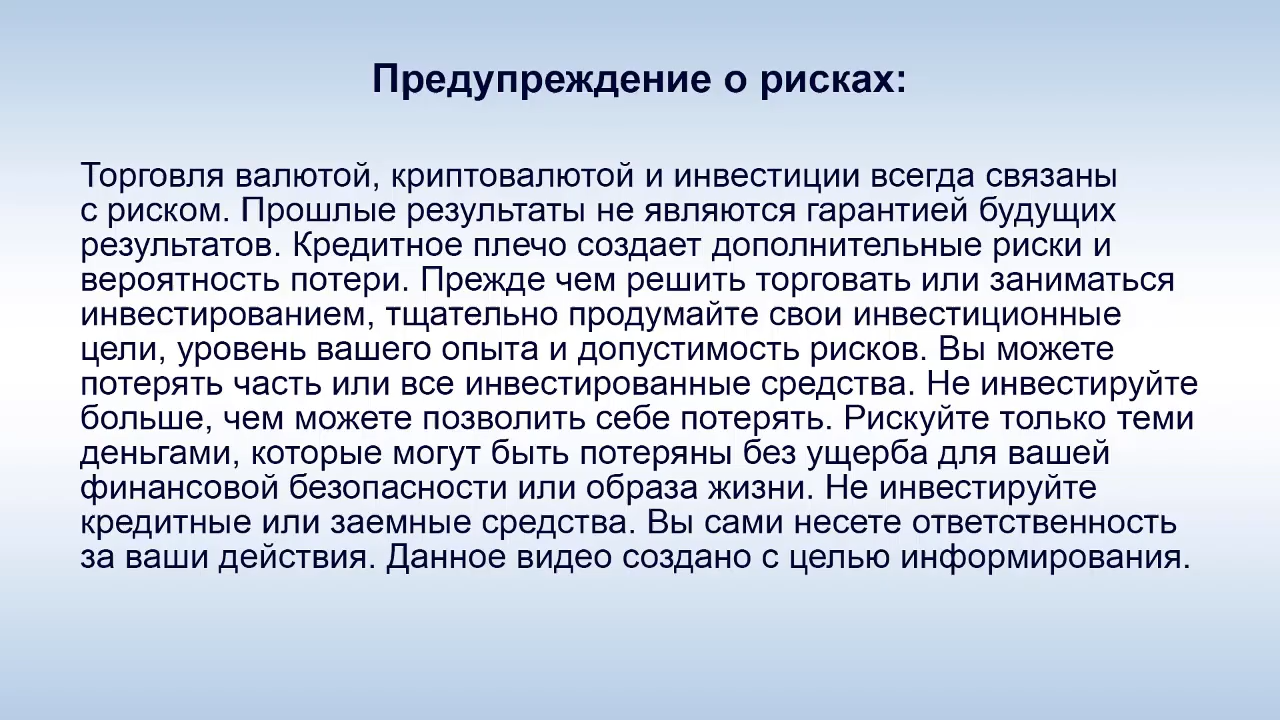 Предупреждение о рисках:
Торговля валютой, криптовалютой и инвестиции всегда связаны
с риском. Прошлые результаты не являются гарантией будущих
результатов. Кредитное плечо создает дополнительные риски и
вероятность потери. Прежде чем решить торговать или заниматься
инвестированием, тщательно продумайте свои инвестиционные
цели, уровень вашего опыта и допустимость рисков. Вы можете
потерять часть или все инвестированные средства. Не инвестируйте
больше, чем можете позволить себе потерять. Рискуйте только теми
деньгами, которые могут быть потеряны без ущерба для вашей
финансовой безопасности или образа жизни. Не инвестируйте
кредитные или заемные средства. Вы сами несете ответственность
за ваши действия. Данное видео создано с целью информирования.